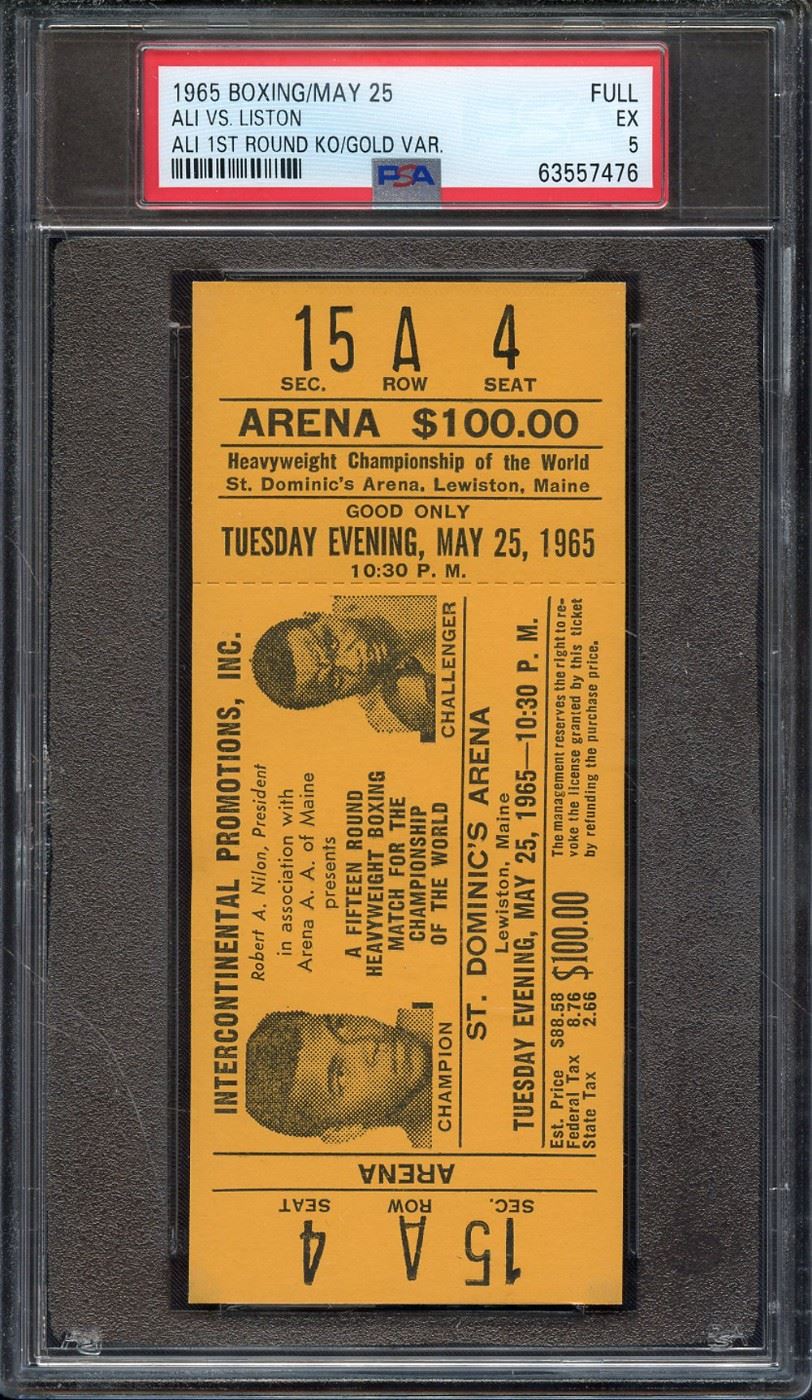 1965 BOXING/MAY 25 FULL
ALI VS. LISTON EX
ALI 1ST ROUND KO/GOLD VAR. 5
PSA 63557476
15 A 4
SEC. ROW SEAT
ARENA $100.00
Heavyweight Championship of the World
St. Dominic's Arena, Lewiston, Maine
GOOD ONLY
TUESDAY EVENING, MAY 25, 1965
10:30 P. M.
INTERCONTINENTAL PROMOTIONS, INC.
Robert A. Nilon, President
in association with
Arena A. A. of Maine
presents
A FIFTEEN ROUND
HEAVYWEIGHT BOXING
MATCH FOR THE
CHAMPIONSHIP
OF THE WORLD
CHAMPION CHALLENGER
ST. DOMINIC'S ARENA
Lewiston, Maine
TUESDAY EVENING, MAY 25, 1965—10:30 P. M.
Est. Price $88.58
Federal Tax 8.76
State Tax 2.66
$100.00
The management reserves the right to re-
voke the license granted by this ticket
by refunding the purchase price.
ARENA
SEC. ROW SEAT
15 A 4